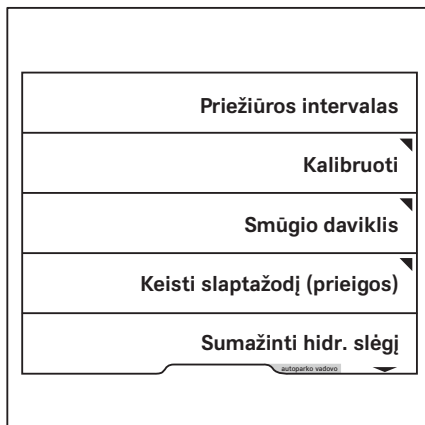 Priežiūros intervalas
Kalibruoti
Smūgio daviklis
Keisti slaptažodį (prieigos)
Sumažinti hidr. slėgį
autoparko vadovo